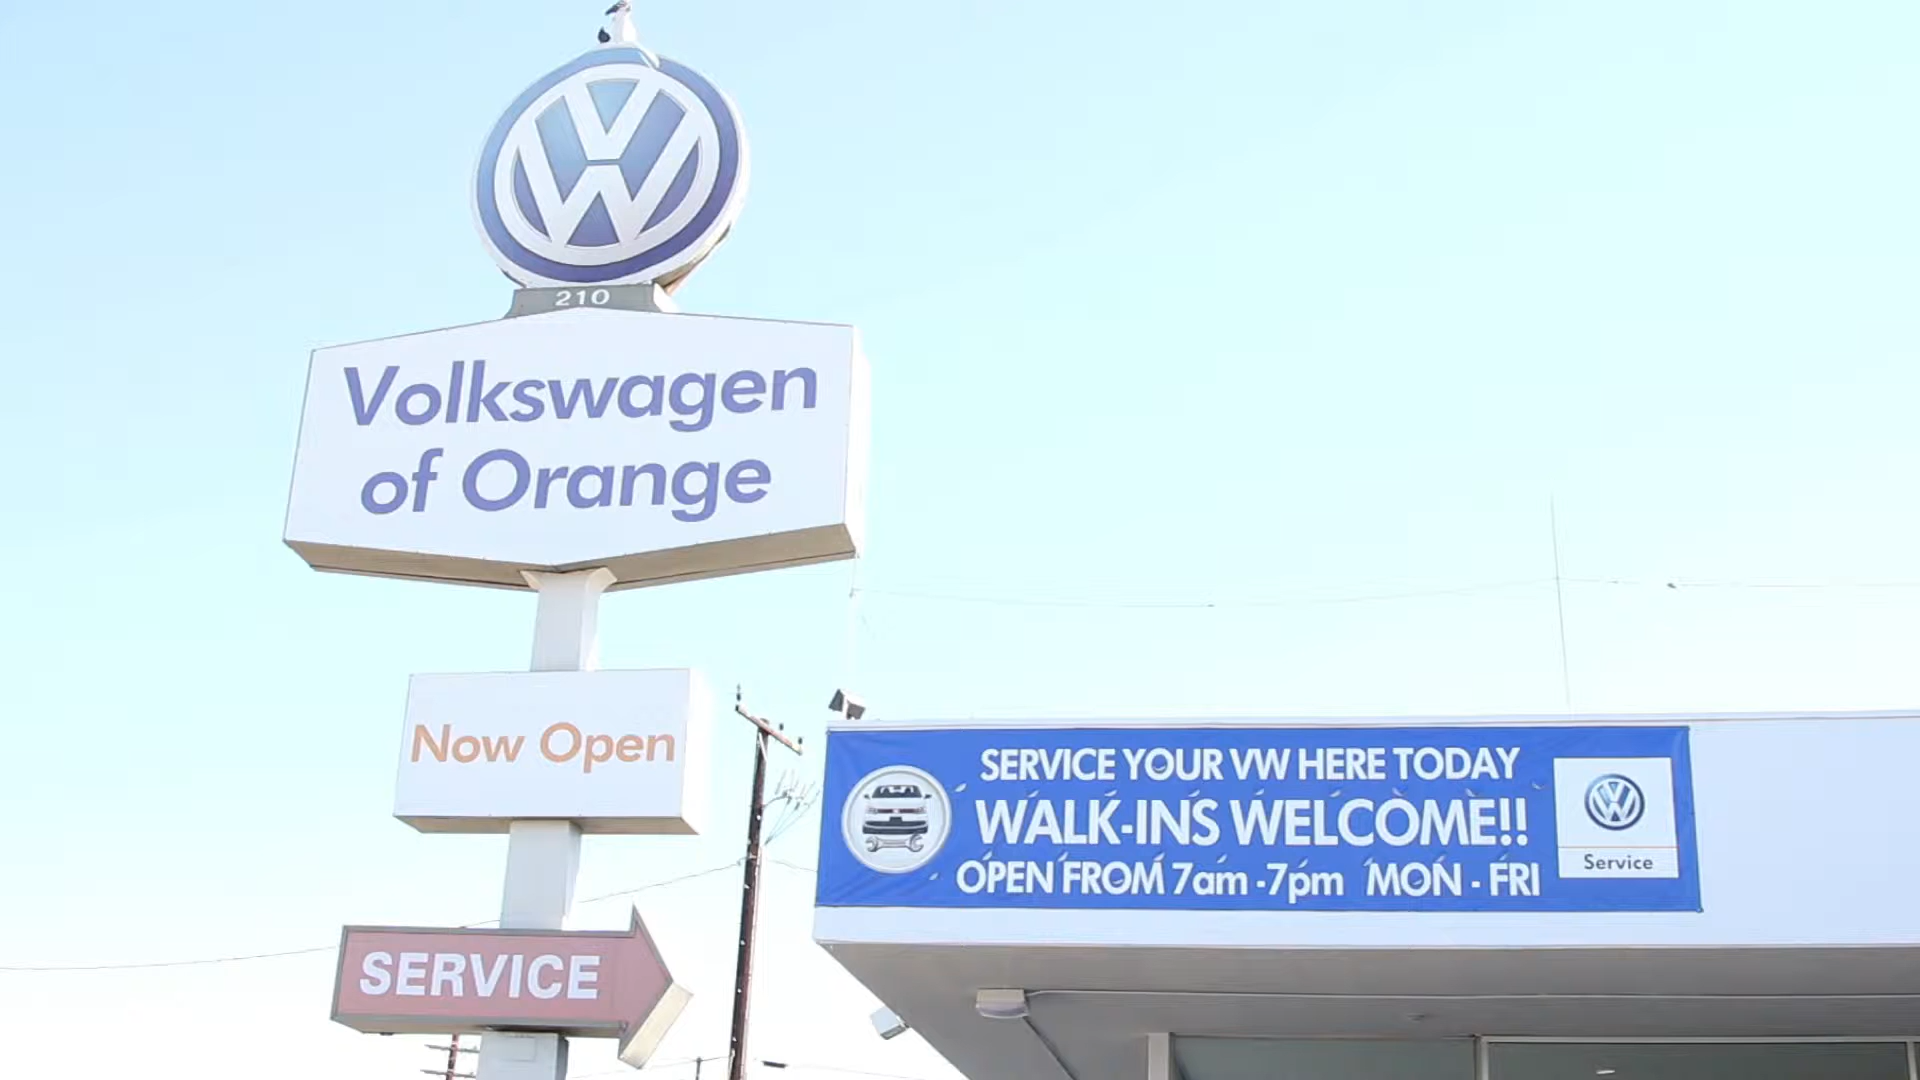 210
Volkswagen
of Orange
Now Open
SERVICE
SERVICE YOUR VW HERE TODAY
WALK-INS WELCOME!!
OPEN FROM 7am -7pm MON - FRI
Service